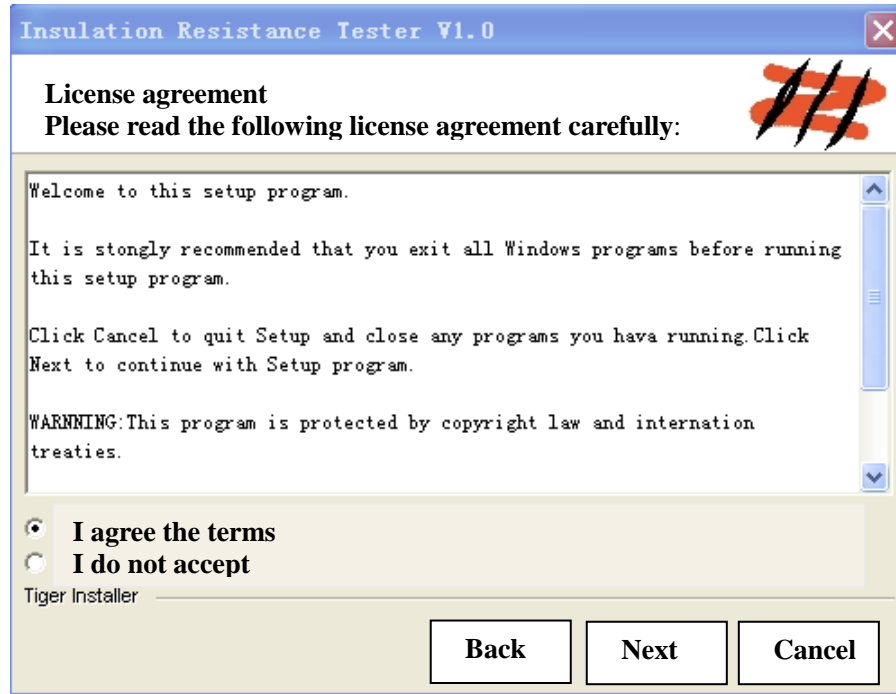 Insulation Resistance Tester V1.0
License agreement
Please read the following license agreement carefully:
Welcome to this setup program.
It is stongly recommended that you exit all Windows programs before running
this setup program.
Click Cancel to quit Setup and close any programs you hava running.Click
Next to continue with Setup program.
WARNNING:This program is protected by copyright law and internation
treaties.
I agree the terms
I do not accept
Tiger Installer
Back Next Cancel